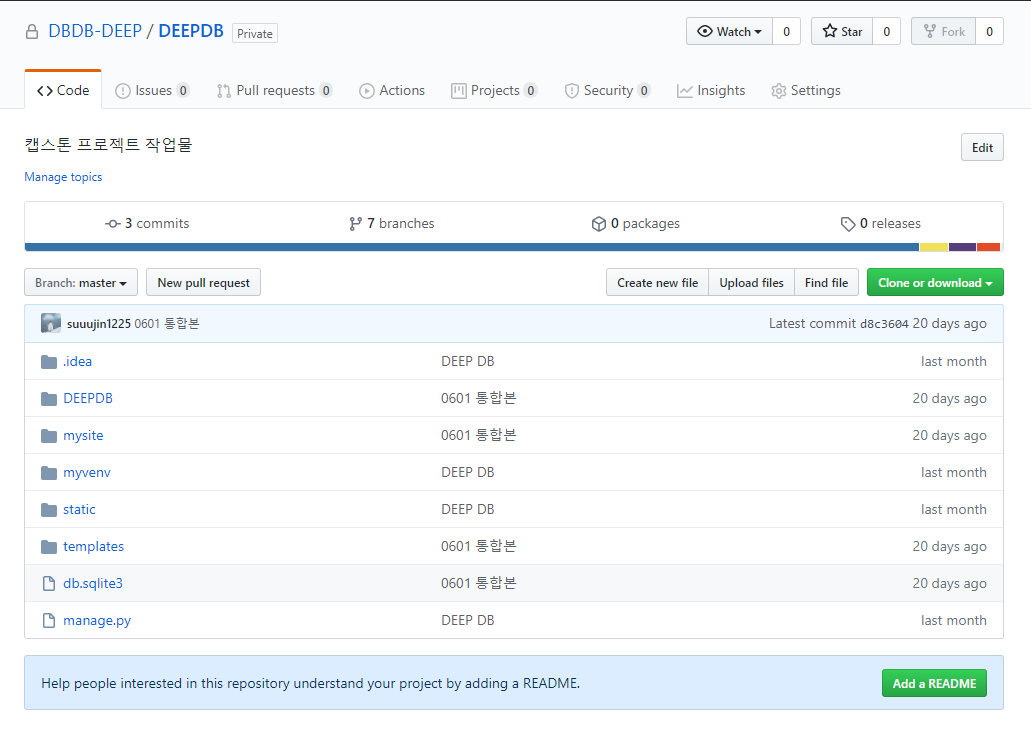 DBDB-DEEP / DEEPDB Private
Watch 0 Star 0 Fork 0
Code Issues 0 Pull requests 0 Actions Projects 0 Security 0 Insights Settings
캡스톤 프로젝트 작업물 Edit
Manage topics
3 commits 7 branches 0 packages 0 releases
Branch: master New pull request Create new file Upload files Find file Clone or download
suuujin1225 0601 통합본 Latest commit d8c3604 20 days ago
.idea DEEP DB last month
DEEPDB 0601 통합본 20 days ago
mysite 0601 통합본 20 days ago
myvenv DEEP DB last month
static DEEP DB last month
templates 0601 통합본 20 days ago
db.sqlite3 0601 통합본 20 days ago
manage.py DEEP DB last month
Help people interested in this repository understand your project by adding a README. Add a README